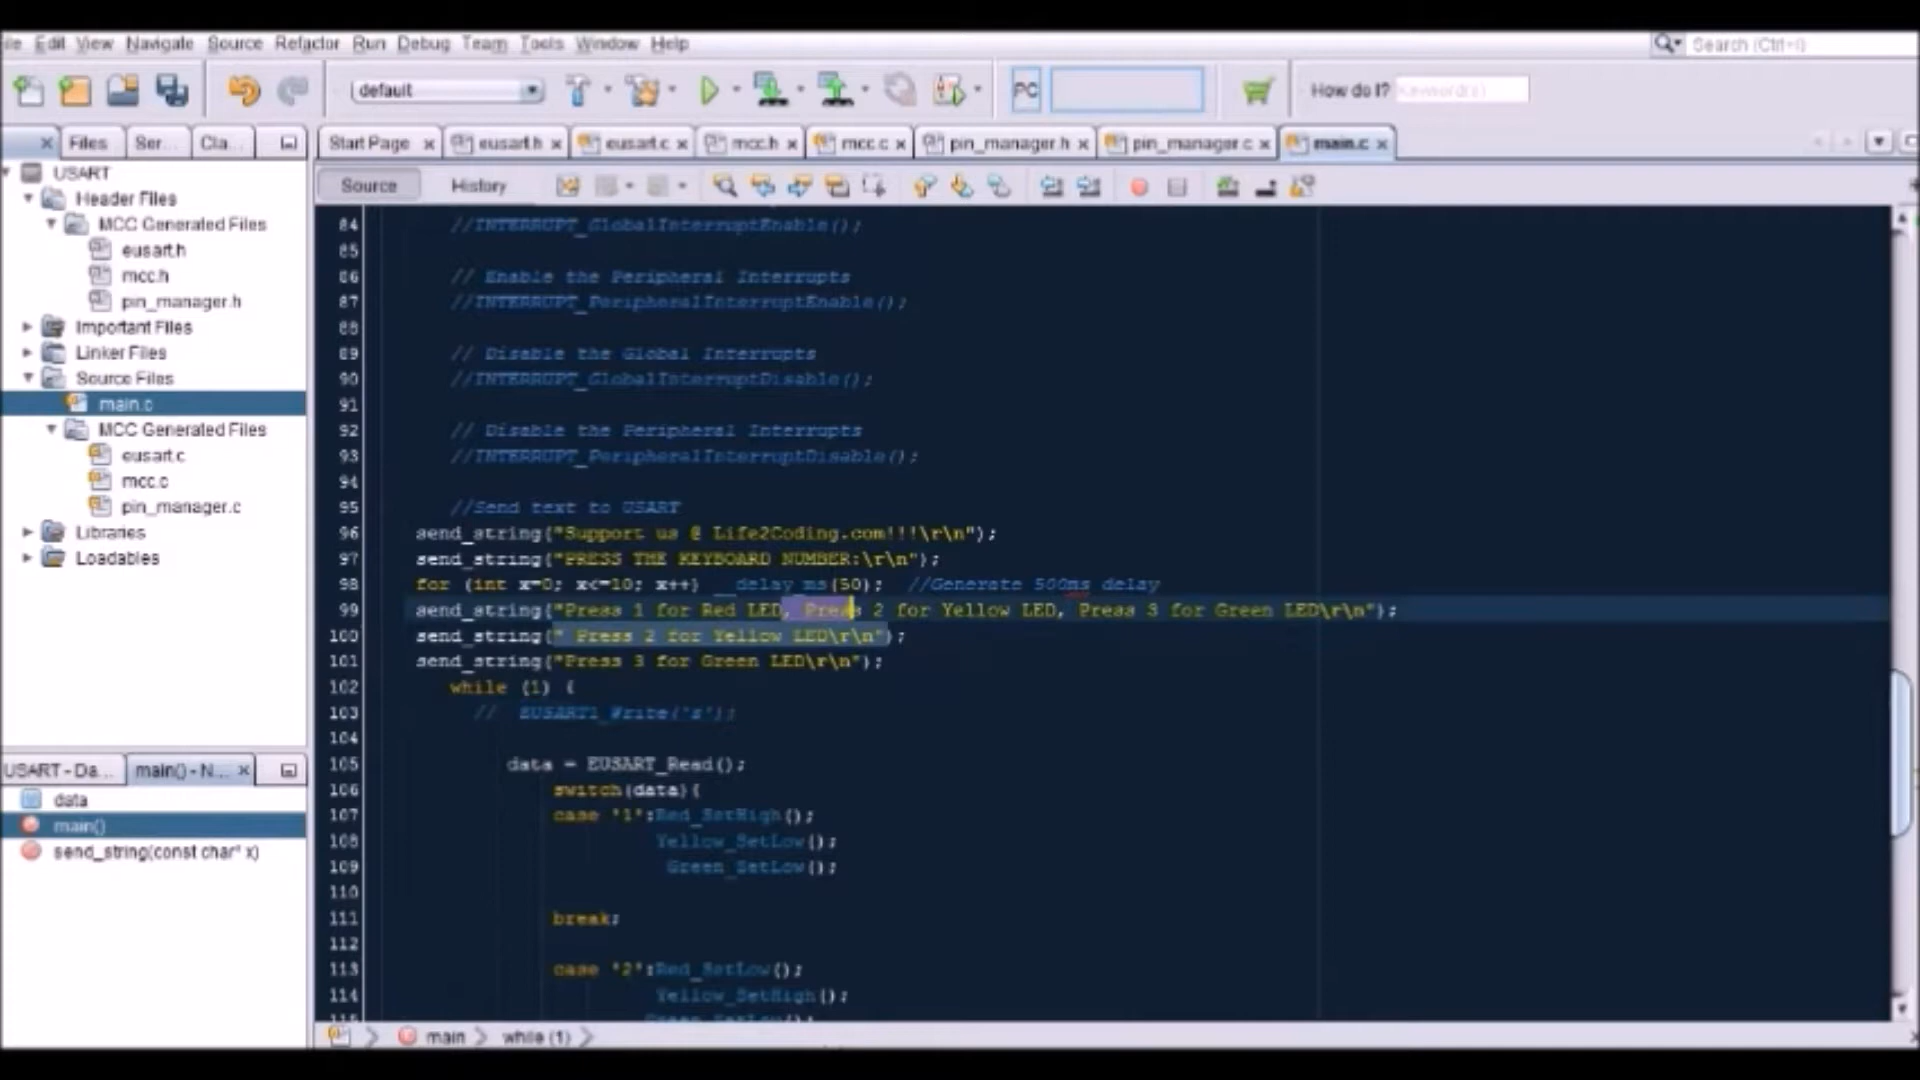 ile Edit View Navigate Source Refactor Run Debug Team Tools Window Help
Search (Ctrl+I)
default
PC
How do I? Keyword(s)
Files Ser... Cla...
Start Page eusart.h eusart.c mcc.h mcc.c pin_manager.h pin_manager.c main.c
Source History
USART
Header Files
MCC Generated Files
eusart.h
mcc.h
pin_manager.h
Important Files
Linker Files
Source Files
main.c
MCC Generated Files
eusart.c
mcc.c
pin_manager.c
Libraries
Loadables
USART - Da... main() - N...
data
main()
send_string(const char* x)
84 //INTERRUPT_GlobalInterruptEnable();
85
86 // Enable the Peripheral Interrupts
87 //INTERRUPT_PeripheralInterruptEnable();
88
89 // Disable the Global Interrupts
90 //INTERRUPT_GlobalInterruptDisable();
91
92 // Disable the Peripheral Interrupts
93 //INTERRUPT_PeripheralInterruptDisable();
94
95 //Send text to USART
96 send_string("Support us @ Life2Coding.com!!!\r\n");
97 send_string("PRESS THE KEYBOARD NUMBER:\r\n");
98 for (int x=0; x<=10; x++) __delay_ms(50); //Generate 500ms delay
99 send_string("Press 1 for Red LED, Press 2 for Yellow LED, Press 3 for Green LED\r\n");
100 send_string(" Press 2 for Yellow LED\r\n");
101 send_string("Press 3 for Green LED\r\n");
102 while (1) {
103 // EUSART1_Write('s');
104
105 data = EUSART_Read();
106 switch(data){
107 case '1':Red_SetHigh();
108 Yellow_SetLow();
109 Green_SetLow();
110
111 break;
112
113 case '2':Red_SetLow();
114 Yellow_SetHigh();
115 Green_SetLow();
main while (1)